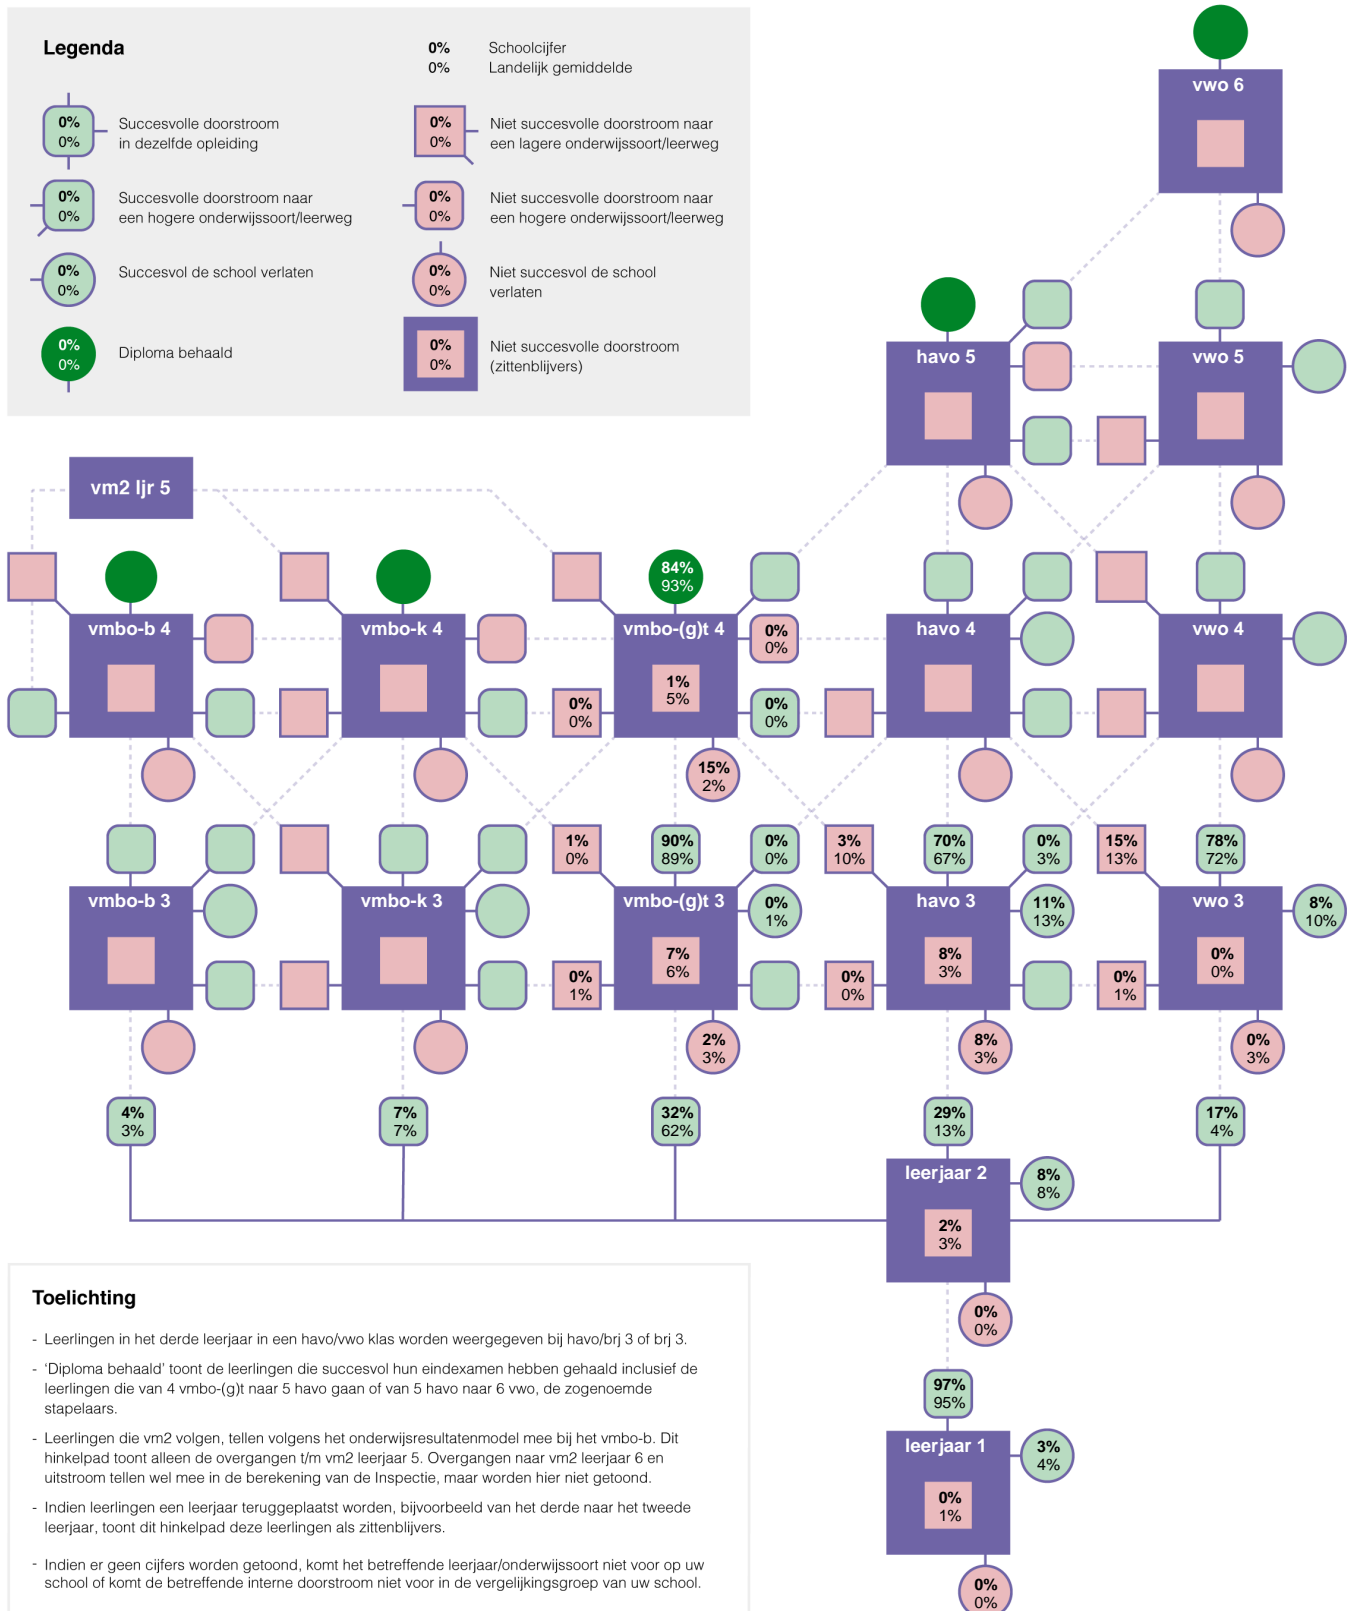 Legenda
0% Schoolcijfer
0% Landelijk gemiddelde
0%
0%
Succesvolle doorstroom
in dezelfde opleiding
0%
0%
Niet succesvolle doorstroom naar
een lagere onderwijssoort/leerweg
0%
0%
Succesvolle doorstroom naar
een hogere onderwijssoort/leerweg
0%
0%
Niet succesvolle doorstroom naar
een hogere onderwijssoort/leerweg
0%
0%
Succesvol de school verlaten
0%
0%
Niet succesvol de school
verlaten
0%
0%
Diploma behaald
0%
0%
Niet succesvolle doorstroom
(zittenblijvers)
vwo 6
havo 5
vwo 5
vm2 ljr 5
84%
93%
vmbo-b 4
vmbo-k 4
vmbo-(g)t 4
0%
0%
havo 4
vwo 4
1%
5%
0%
0%
0%
0%
15%
2%
1%
0%
90%
89%
0%
0%
3%
10%
70%
67%
0%
3%
15%
13%
78%
72%
vmbo-b 3
vmbo-k 3
vmbo-(g)t 3
0%
1%
havo 3
11%
13%
vwo 3
8%
10%
7%
6%
8%
3%
0%
0%
0%
1%
0%
0%
0%
1%
2%
3%
8%
3%
0%
3%
4%
3%
7%
7%
32%
62%
29%
13%
17%
4%
leerjaar 2
8%
8%
2%
3%
0%
0%
97%
95%
leerjaar 1
3%
4%
0%
1%
0%
0%
Toelichting
- Leerlingen in het derde leerjaar in een havo/vwo klas worden weergegeven bij havo/brj 3 of brj 3.
- ‘Diploma behaald’ toont de leerlingen die succesvol hun eindexamen hebben gehaald inclusief de
leerlingen die van 4 vmbo-(g)t naar 5 havo gaan of van 5 havo naar 6 vwo, de zogenoemde
stapelaars.
- Leerlingen die vm2 volgen, tellen volgens het onderwijsresultatenmodel mee bij het vmbo-b. Dit
hinkelpad toont alleen de overgangen t/m vm2 leerjaar 5. Overgangen naar vm2 leerjaar 6 en
uitstroom tellen wel mee in de berekening van de Inspectie, maar worden hier niet getoond.
- Indien leerlingen een leerjaar teruggeplaatst worden, bijvoorbeeld van het derde naar het tweede
leerjaar, toont dit hinkelpad deze leerlingen als zittenblijvers.
- Indien er geen cijfers worden getoond, komt het betreffende leerjaar/onderwijssoort niet voor op uw
school of komt de betreffende interne doorstroom niet voor in de vergelijkingsgroep van uw school.